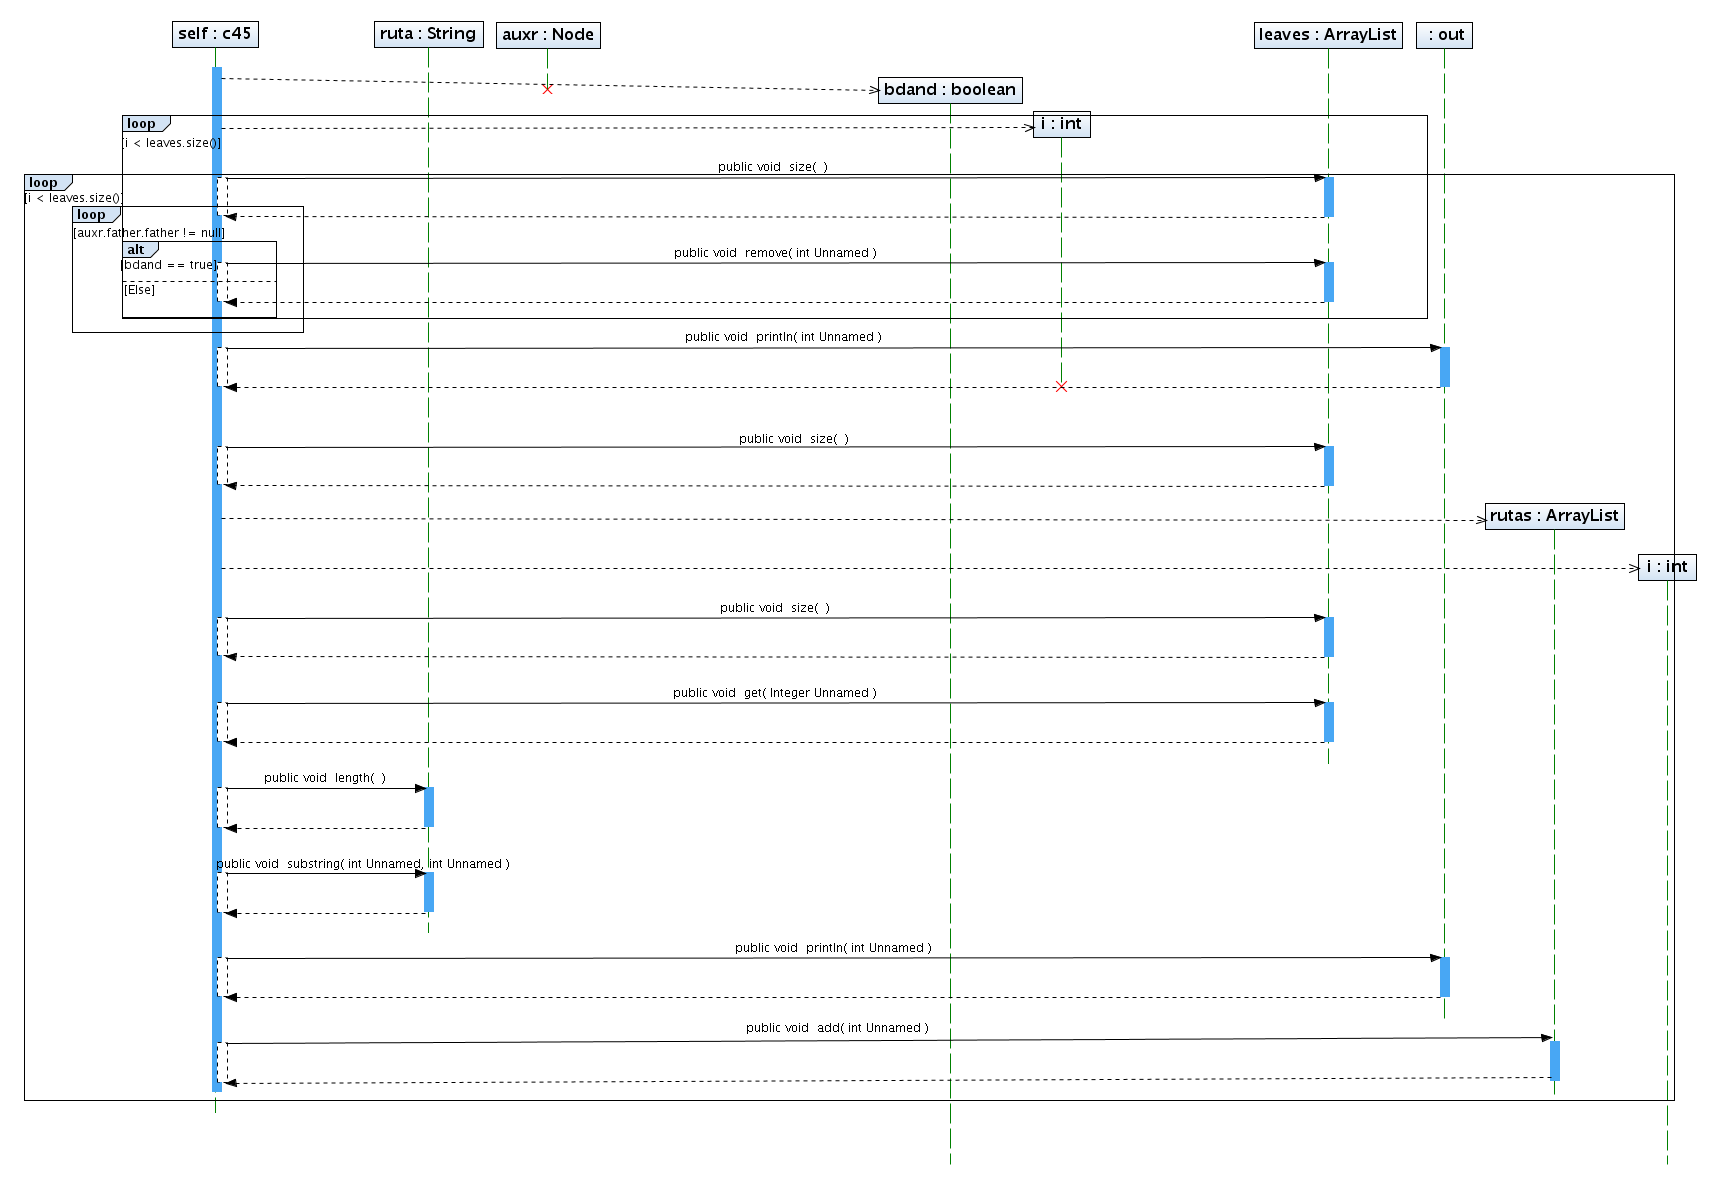 self : c45
ruta : String
auxr : Node
leaves : ArrayList
: out
bdand : boolean
loop
i : int
[i < leaves.size()]
public void size( )
loop
[i < leaves.size()]
loop
[auxr.father.father != null]
alt
public void remove( int Unnamed )
[bdand == true]
[Else]
public void println( int Unnamed )
public void size( )
rutas : ArrayList
i : int
public void size( )
public void get( Integer Unnamed )
public void length( )
public void substring( int Unnamed, int Unnamed )
public void println( int Unnamed )
public void add( int Unnamed )